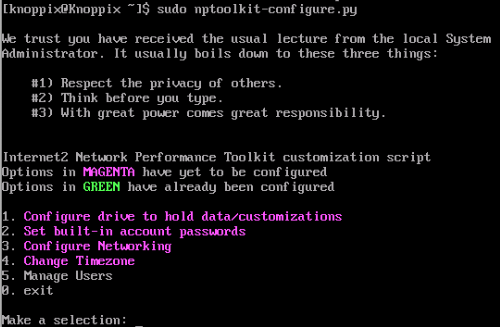 [knoppix@Knoppix ~]$ sudo nptoolkit-configure.py
We trust you have received the usual lecture from the local System
Administrator. It usually boils down to these three things:
#1) Respect the privacy of others.
#2) Think before you type.
#3) With great power comes great responsibility.
Internet2 Network Performance Toolkit customization script
Options in MAGENTA have yet to be configured
Options in GREEN have already been configured
1. Configure drive to hold data/customizations
2. Set built-in account passwords
3. Configure Networking
4. Change Timezone
5. Manage Users
0. exit
Make a selection: _